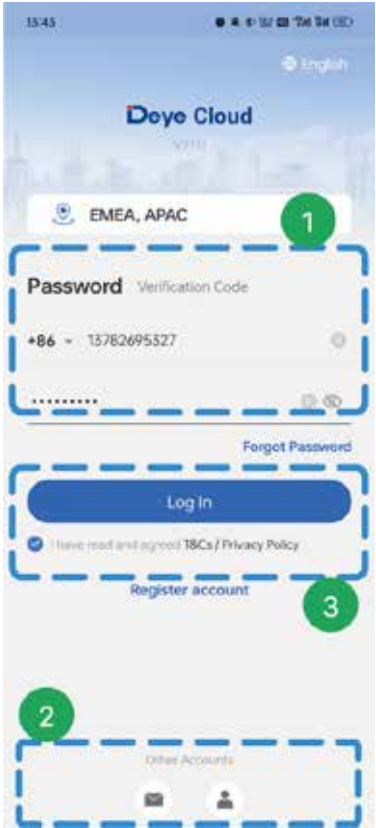 15:45
English
Deye Cloud
EMEA, APAC
1
Password Verification Code
+86 13782695327
•••••••••
Forgot Password
Log In
I have read and agreed T&Cs / Privacy Policy
Register account
3
2
Other Accounts